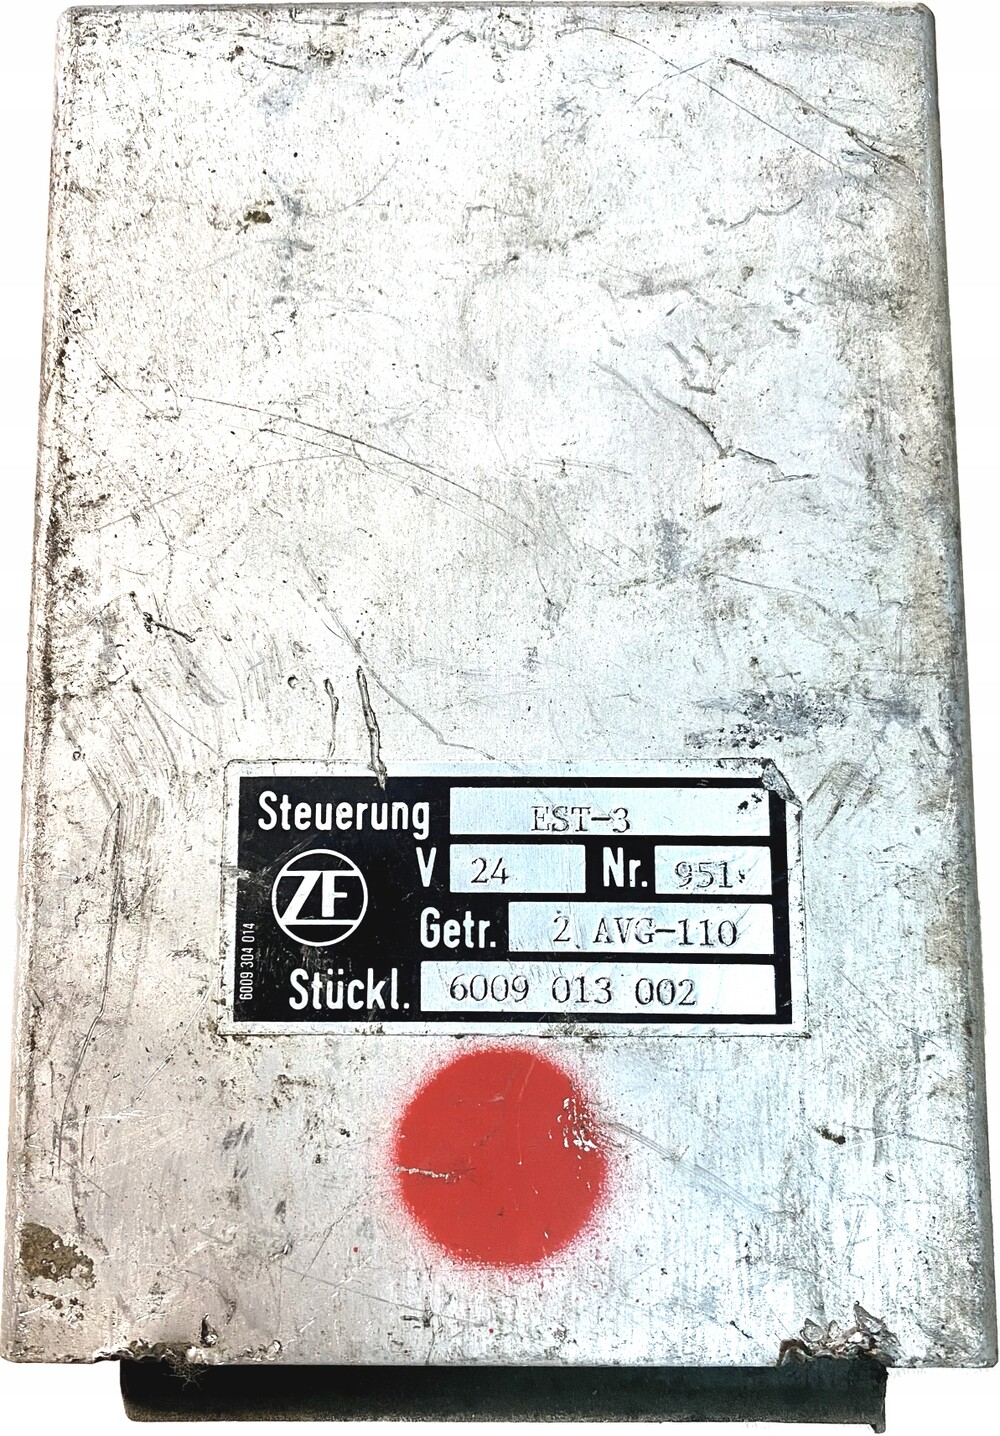 Steuerung EST-3
V 24 Nr. 951
ZF
Getr. 2 AVG-110
Stückl. 6009 013 002
6009 304 014